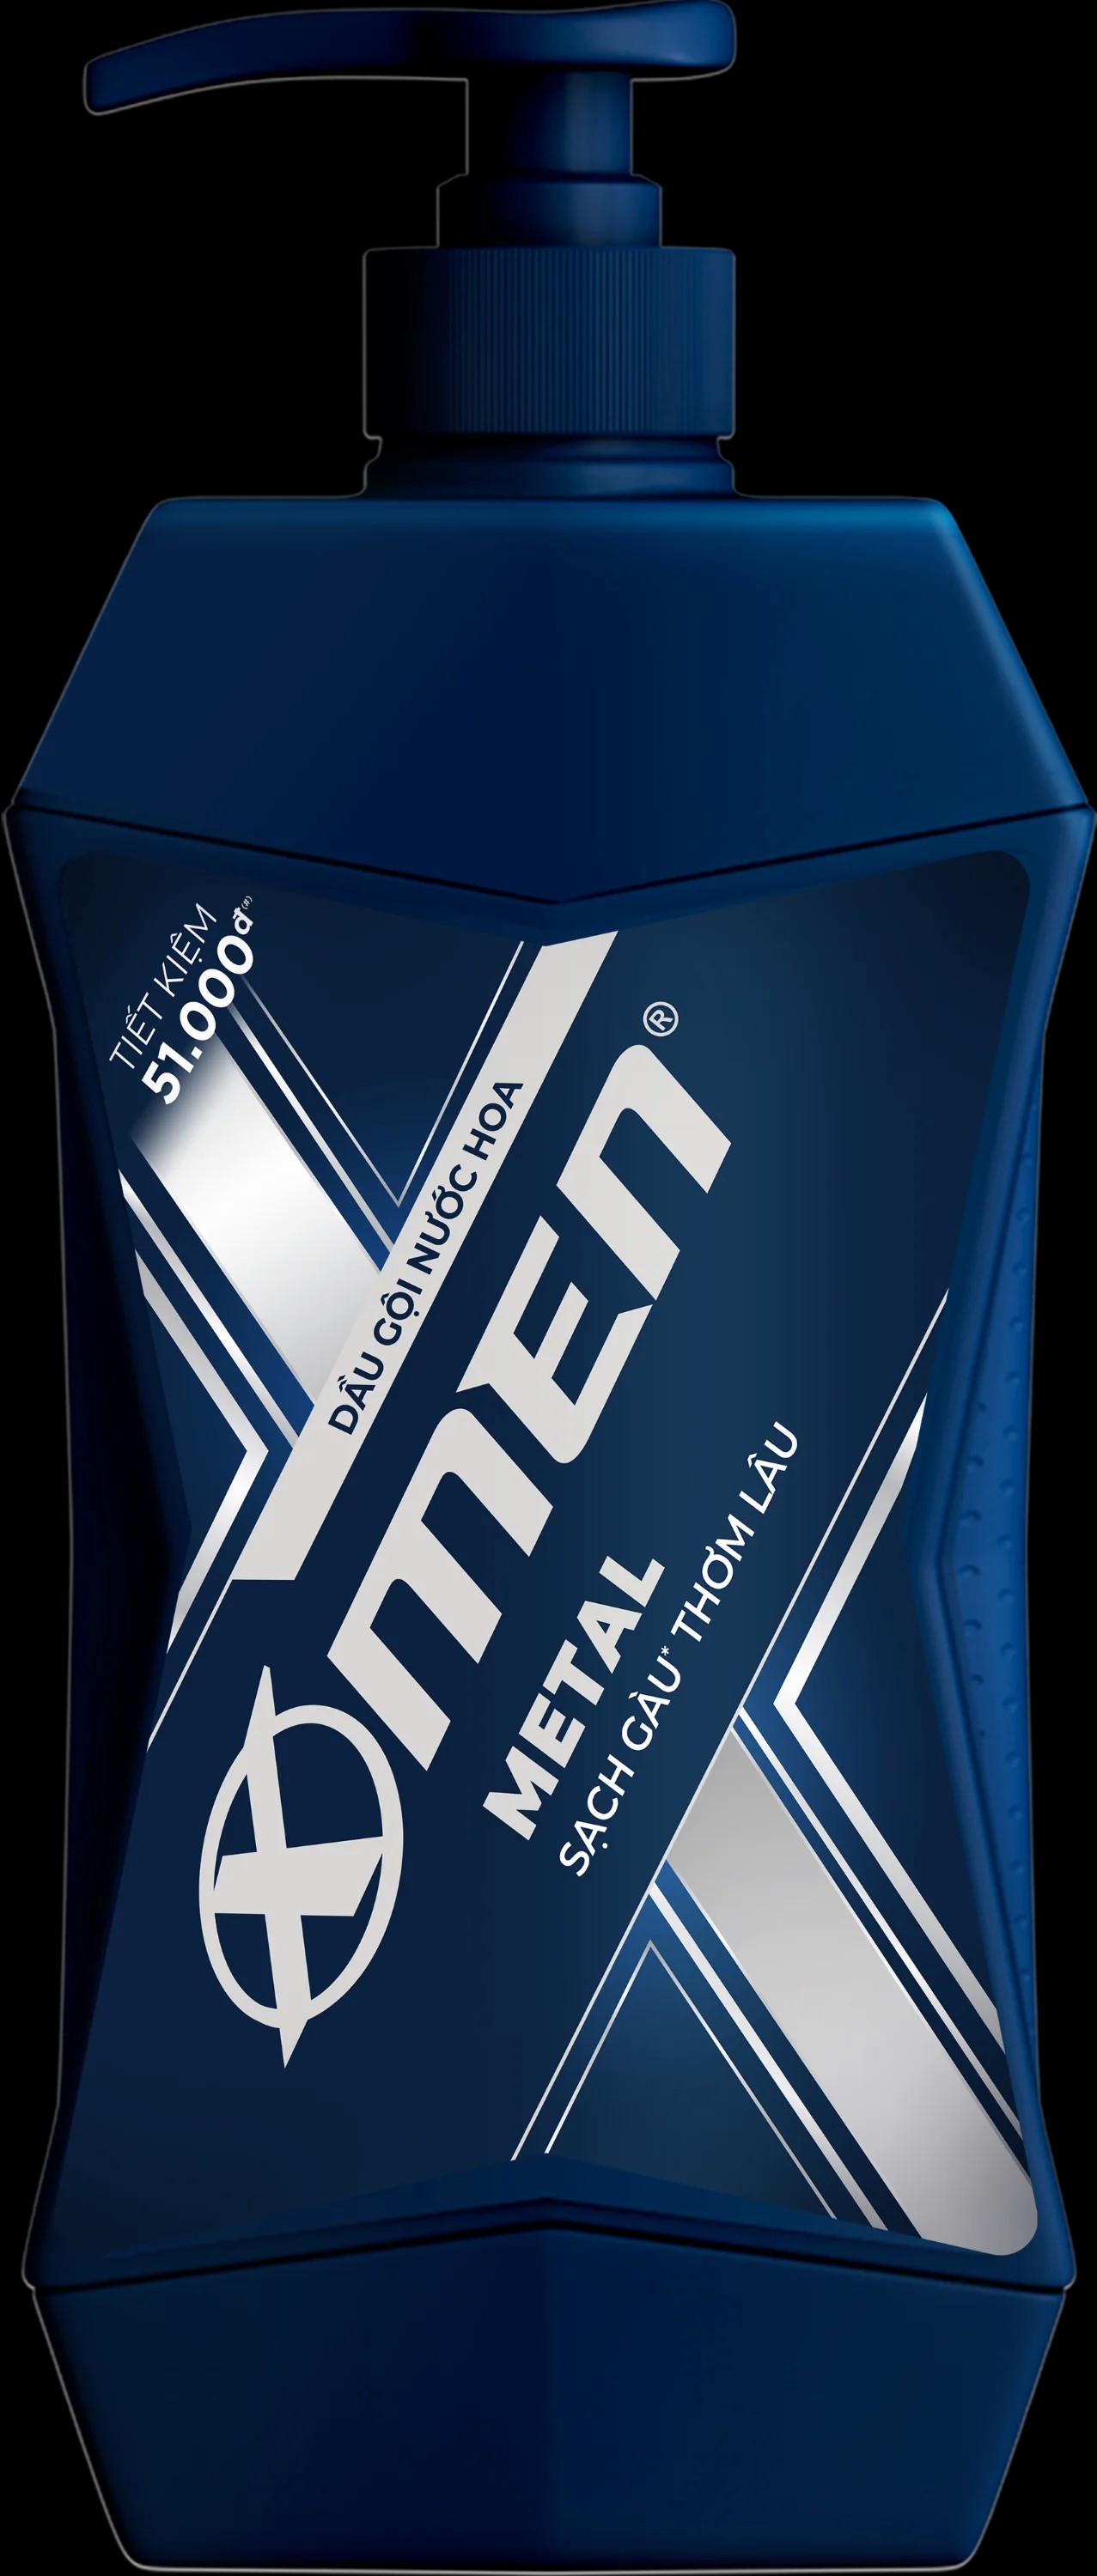 TIẾT KIỆM
51.000đ(#)
DẦU GỘI NƯỚC HOA
Xmen®
METAL
SẠCH GÀU* THƠM LÂU